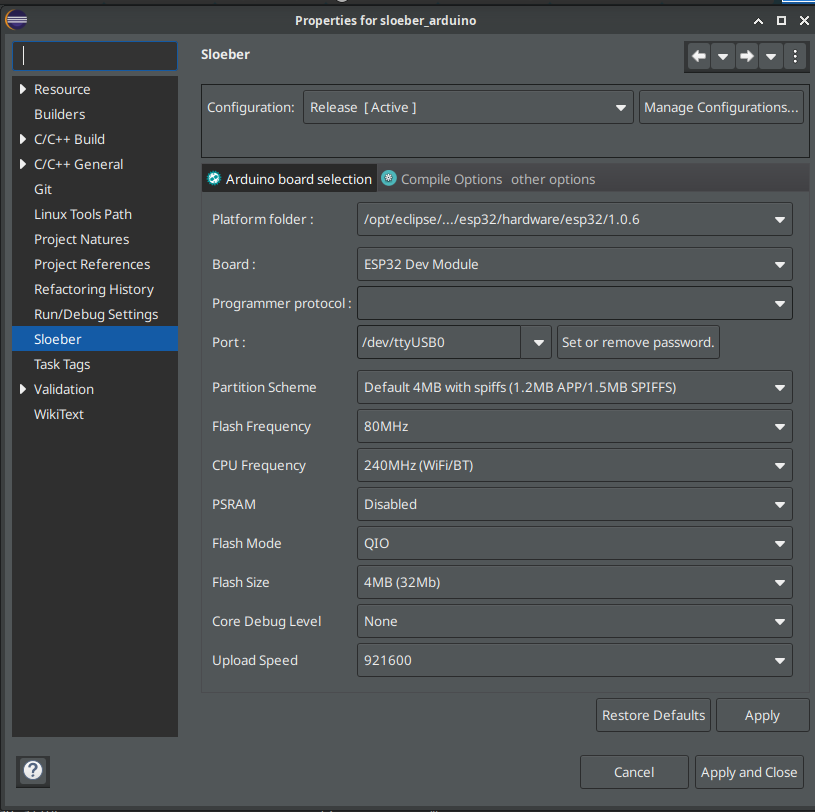 Properties for sloeber_arduino
Sloeber
Resource
Builders
C/C++ Build
C/C++ General
Git
Linux Tools Path
Project Natures
Project References
Refactoring History
Run/Debug Settings
Sloeber
Task Tags
Validation
WikiText
Configuration: Release [ Active ] Manage Configurations...
Arduino board selection Compile Options other options
Platform folder : /opt/eclipse/.../esp32/hardware/esp32/1.0.6
Board : ESP32 Dev Module
Programmer protocol :
Port : /dev/ttyUSB0 Set or remove password.
Partition Scheme Default 4MB with spiffs (1.2MB APP/1.5MB SPIFFS)
Flash Frequency 80MHz
CPU Frequency 240MHz (WiFi/BT)
PSRAM Disabled
Flash Mode QIO
Flash Size 4MB (32Mb)
Core Debug Level None
Upload Speed 921600
Restore Defaults Apply
? Cancel Apply and Close